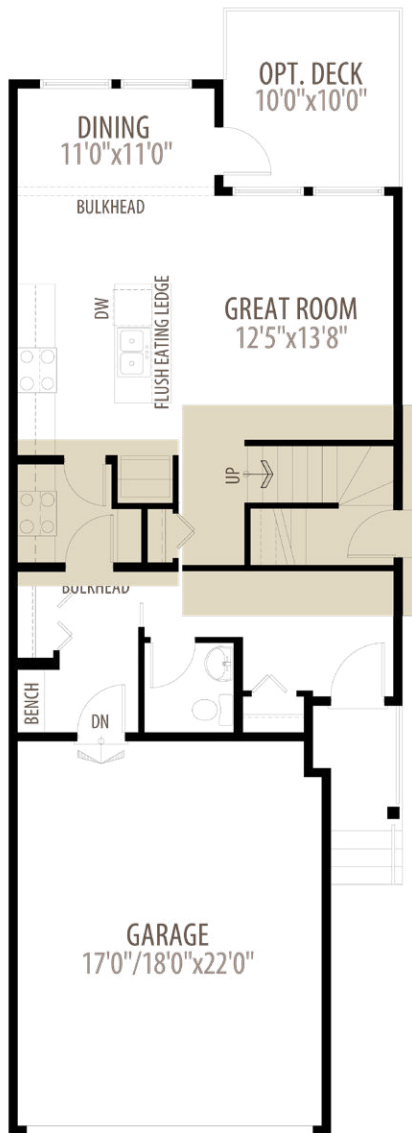 OPT. DECK
10'0"x10'0"
DINING
11'0"x11'0"
BULKHEAD
DW
FLUSH EATING LEDGE
GREAT ROOM
12'5"x13'8"
UP
BULKHEAD
BENCH
DN
GARAGE
17'0"/18'0"x22'0"